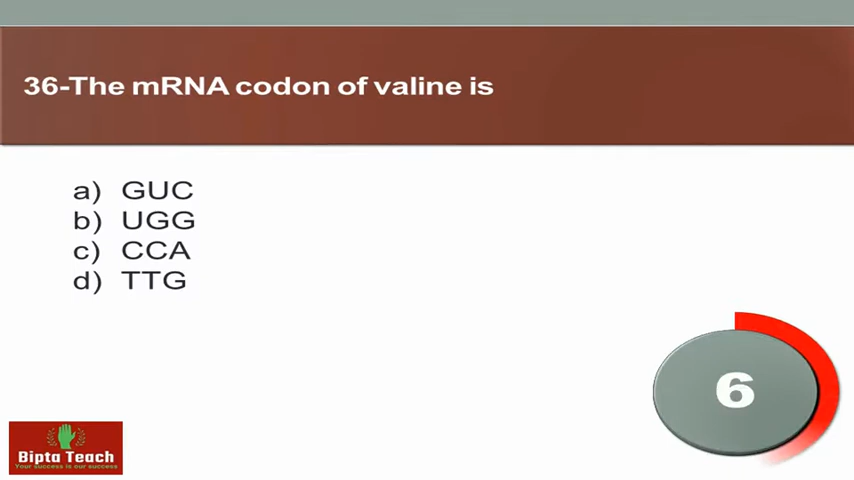 36-The mRNA codon of valine is
a) GUC
b) UGG
c) CCA
d) TTG
6
Bipta Teach
Your success is our success